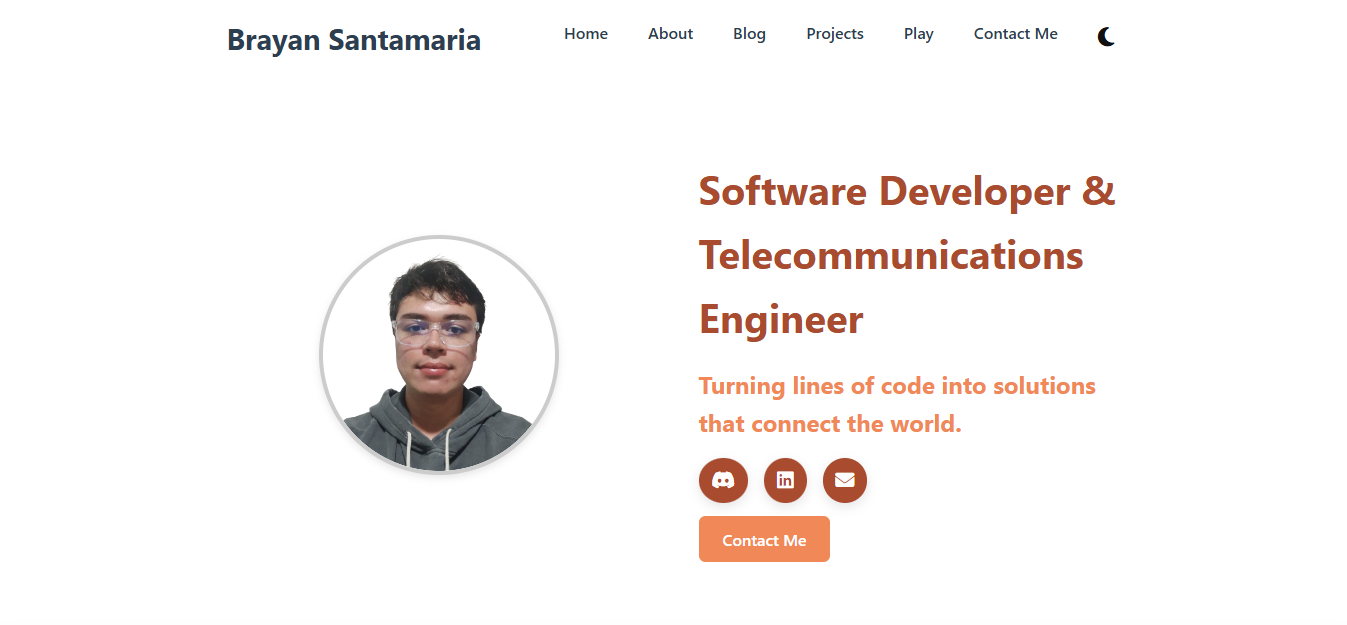 Brayan Santamaria
Home
About
Blog
Projects
Play
Contact Me
Software Developer &
Telecommunications
Engineer
Turning lines of code into solutions
that connect the world.
in
Contact Me